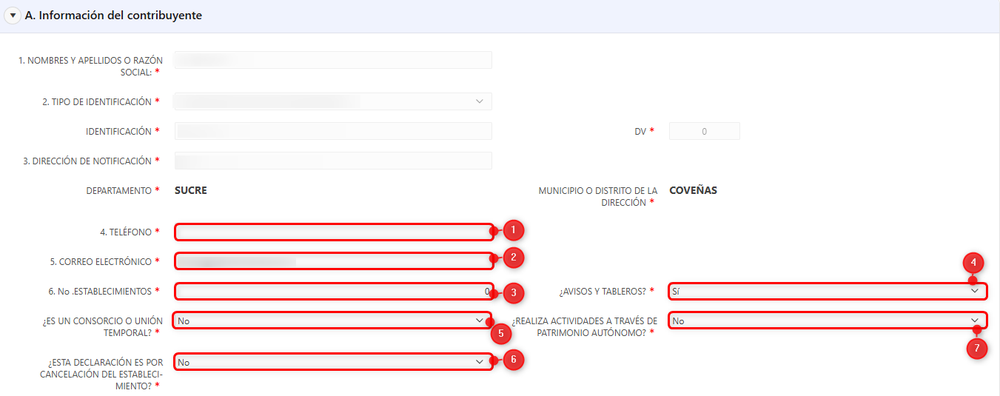 A. Información del contribuyente
1. NOMBRES Y APELLIDOS O RAZÓN
SOCIAL: *
2. TIPO DE IDENTIFICACIÓN *
IDENTIFICACIÓN *
DV * 0
3. DIRECCIÓN DE NOTIFICACIÓN *
DEPARTAMENTO * SUCRE
MUNICIPIO O DISTRITO DE LA
DIRECCIÓN *
COVEÑAS
4. TELÉFONO *
1
5. CORREO ELECTRÓNICO *
2
6. No .ESTABLECIMIENTOS * 0
3
¿AVISOS Y TABLEROS? * Sí
4
¿ES UN CONSORCIO O UNIÓN
TEMPORAL? *
No
5
¿REALIZA ACTIVIDADES A TRAVÉS DE
PATRIMONIO AUTÓNOMO? *
No
7
¿ESTA DECLARACIÓN ES POR
CANCELACIÓN DEL ESTABLECI-
MIENTO? *
No
6